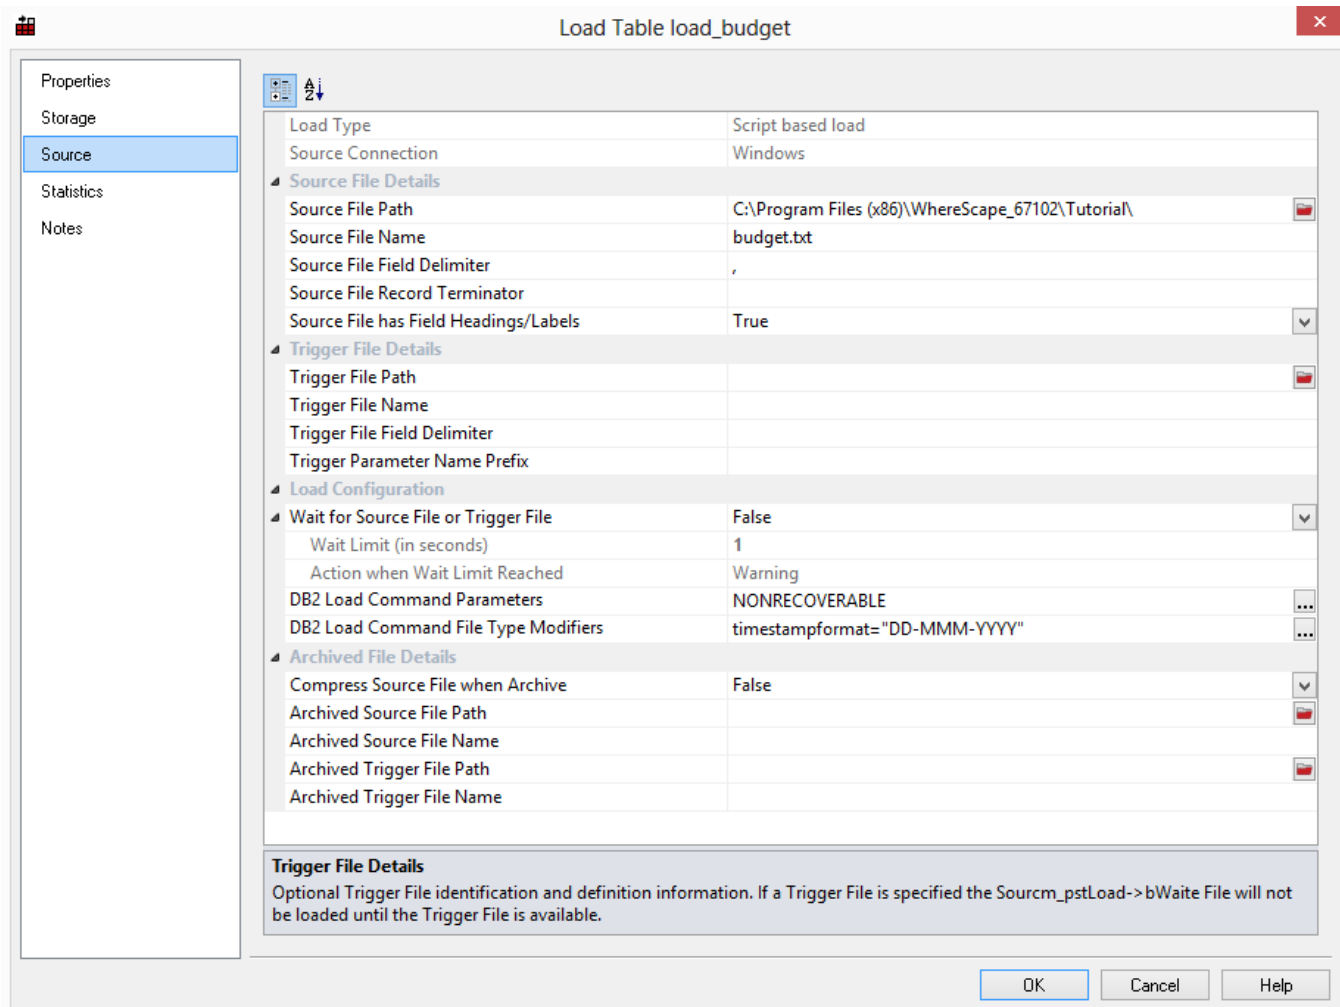 Load Table load_budget
Properties
Storage
Source
Statistics
Notes
Load Type Script based load
Source Connection Windows
Source File Details
Source File Path C:\Program Files (x86)\WhereScape_67102\Tutorial\
Source File Name budget.txt
Source File Field Delimiter ,
Source File Record Terminator
Source File has Field Headings/Labels True
Trigger File Details
Trigger File Path
Trigger File Name
Trigger File Field Delimiter
Trigger Parameter Name Prefix
Load Configuration
Wait for Source File or Trigger File False
Wait Limit (in seconds) 1
Action when Wait Limit Reached Warning
DB2 Load Command Parameters NONRECOVERABLE ...
DB2 Load Command File Type Modifiers timestampformat="DD-MMM-YYYY" ...
Archived File Details
Compress Source File when Archive False
Archived Source File Path
Archived Source File Name
Archived Trigger File Path
Archived Trigger File Name
Trigger File Details
Optional Trigger File identification and definition information. If a Trigger File is specified the Sourcm_pstLoad->bWaite File will not
be loaded until the Trigger File is available.
OK Cancel Help